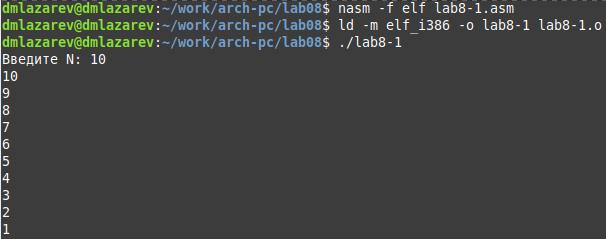 dmlazarev@dmlazarev:~/work/arch-pc/lab08$ nasm -f elf lab8-1.asm
dmlazarev@dmlazarev:~/work/arch-pc/lab08$ ld -m elf_i386 -o lab8-1 lab8-1.o
dmlazarev@dmlazarev:~/work/arch-pc/lab08$ ./lab8-1
Введите N: 10
10
9
8
7
6
5
4
3
2
1